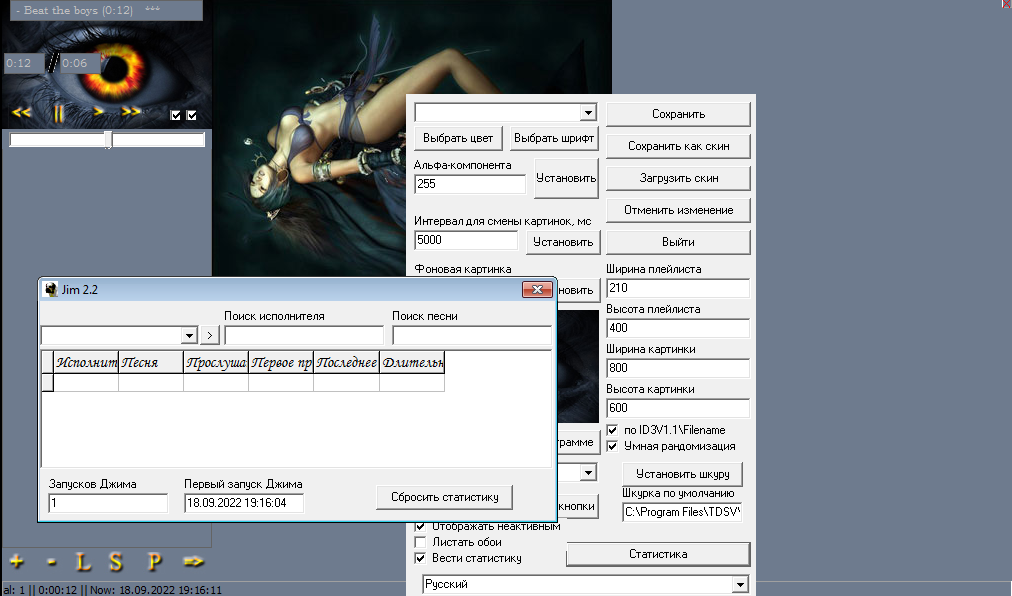 - Beat the boys (0:12) +++
0:12 // 0:06
Сохранить
Выбрать цвет
Выбрать шрифт
Сохранить как скин
Альфа-компонента
255
Установить
Загрузить скин
Отменить изменение
Интервал для смены картинок, мс
5000
Установить
Выйти
Фоновая картинка
Ширина плейлиста
210
Высота плейлиста
400
Ширина картинки
800
Высота картинки
600
по ID3V1.1\Filename
Умная рандомизация
Установить шкуру
Шкурка по умолчанию
C:\Program Files\TDSV\
Jim 2.2
Поиск исполнителя
Поиск песни
>
Исполнит Песня Прослуша Первое пр Последнее Длительн
Запусков Джима
1
Первый запуск Джима
18.09.2022 19:16:04
Сбросить статистику
новить
грамме
кнопки
Отображать неактивным
Листать обои
Вести статистику
Статистика
Русский
+ - L S P
al: 1 || 0:00:12 || Now: 18.09.2022 19:16:11